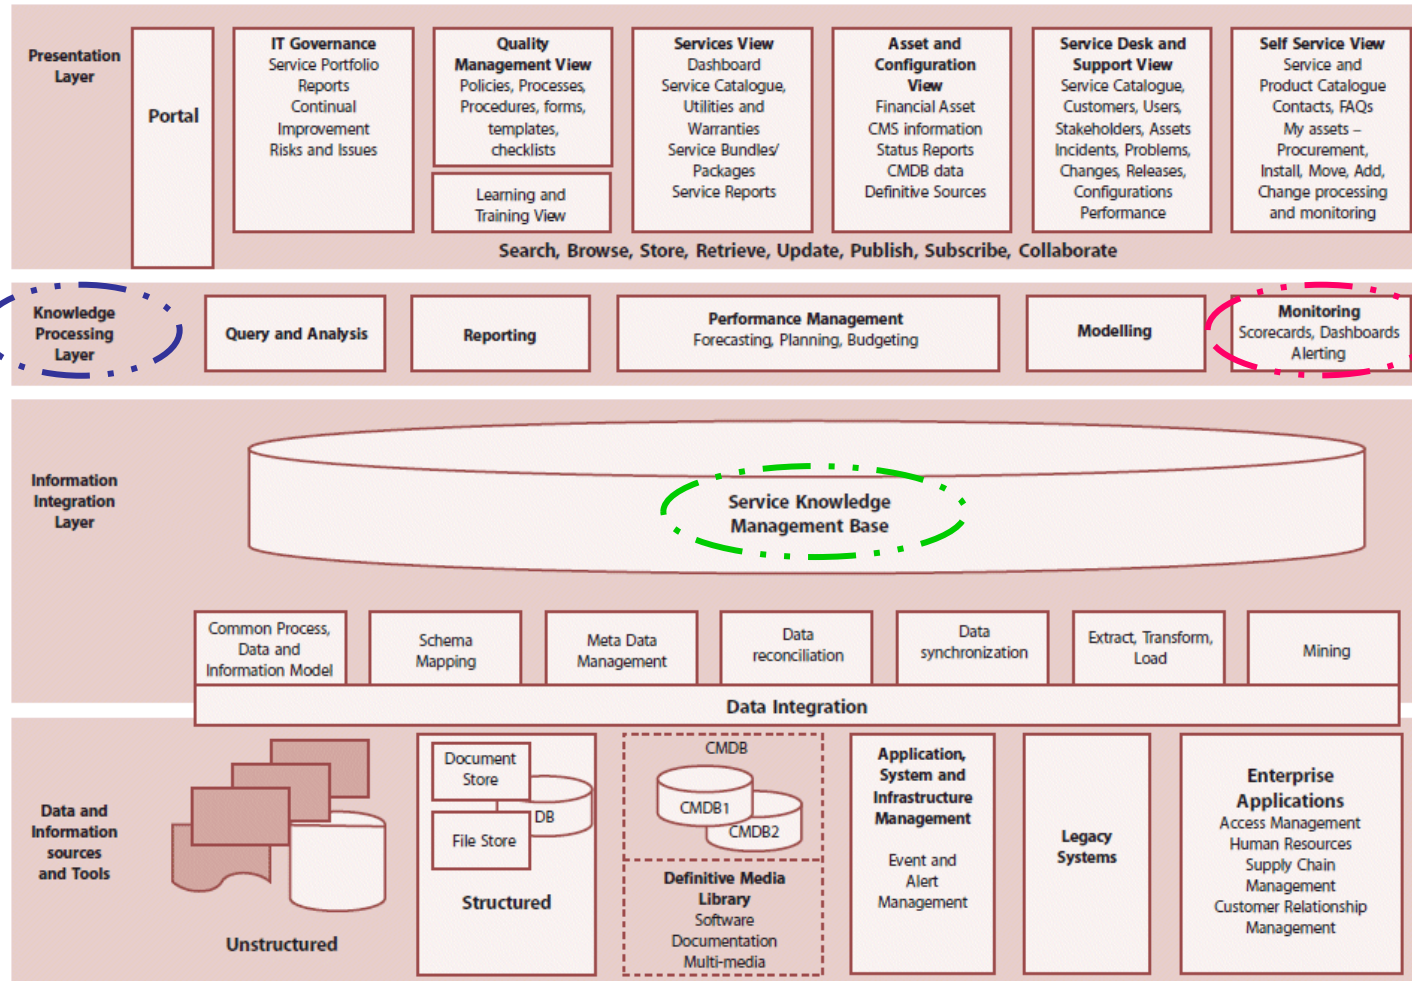 Presentation
Layer
Portal
IT Governance
Service Portfolio
Reports
Continual
Improvement
Risks and Issues
Quality
Management View
Policies, Processes,
Procedures, forms,
templates,
checklists
Learning and
Training View
Services View
Dashboard
Service Catalogue,
Utilities and
Warranties
Service Bundles/
Packages
Service Reports
Asset and
Configuration
View
Financial Asset
CMS information
Status Reports
CMDB data
Definitive Sources
Service Desk and
Support View
Service Catalogue,
Customers, Users,
Stakeholders, Assets
Incidents, Problems,
Changes, Releases,
Configurations
Performance
Self Service View
Service and
Product Catalogue
Contacts, FAQs
My assets –
Procurement,
Install, Move, Add,
Change processing
and monitoring
Search, Browse, Store, Retrieve, Update, Publish, Subscribe, Collaborate
Knowledge
Processing
Layer
Query and Analysis
Reporting
Performance Management
Forecasting, Planning, Budgeting
Modelling
Monitoring
Scorecards, Dashboards
Alerting
Information
Integration
Layer
Service Knowledge
Management Base
Common Process,
Data and
Information Model
Schema
Mapping
Meta Data
Management
Data
reconciliation
Data
synchronization
Extract, Transform,
Load
Mining
Data Integration
Data and
Information
sources
and Tools
Unstructured
Document
Store
DB
File Store
Structured
CMDB
CMDB1
CMDB2
Definitive Media
Library
Software
Documentation
Multi-media
Application,
System and
Infrastructure
Management
Event and
Alert
Management
Legacy
Systems
Enterprise
Applications
Access Management
Human Resources
Supply Chain
Management
Customer Relationship
Management